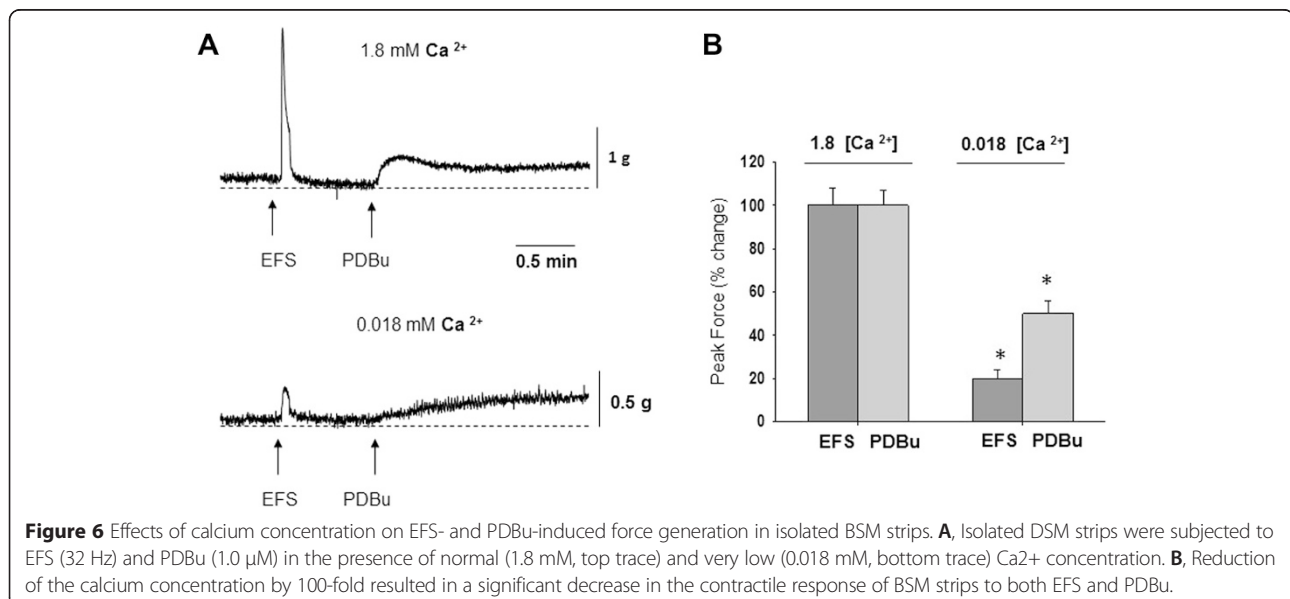 A
1.8 mM Ca 2+
1 g
EFS
PDBu
0.5 min
0.018 mM Ca 2+
0.5 g
EFS
PDBu
B
1.8 [Ca 2+]
0.018 [Ca 2+]
Peak Force (% change)
120
100
80
60
40
20
0
*
*
EFS PDBu
EFS PDBu
Figure 6 Effects of calcium concentration on EFS- and PDBu-induced force generation in isolated BSM strips. A, Isolated DSM strips were subjected to
EFS (32 Hz) and PDBu (1.0 μM) in the presence of normal (1.8 mM, top trace) and very low (0.018 mM, bottom trace) Ca2+ concentration. B, Reduction
of the calcium concentration by 100-fold resulted in a significant decrease in the contractile response of BSM strips to both EFS and PDBu.